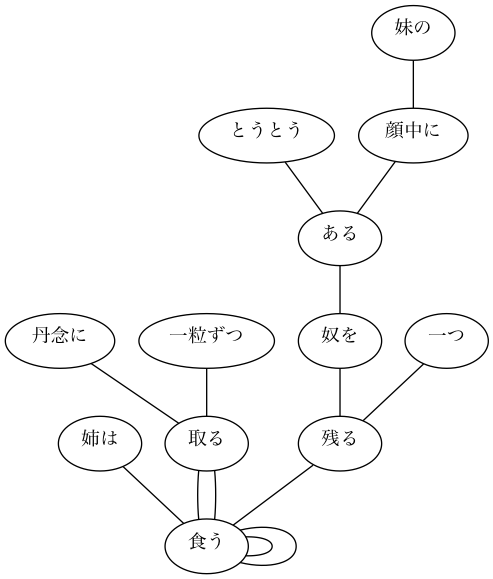 妹の
とうとう
顔中に
ある
丹念に
一粒ずつ
奴を
一つ
姉は
取る
残る
食う